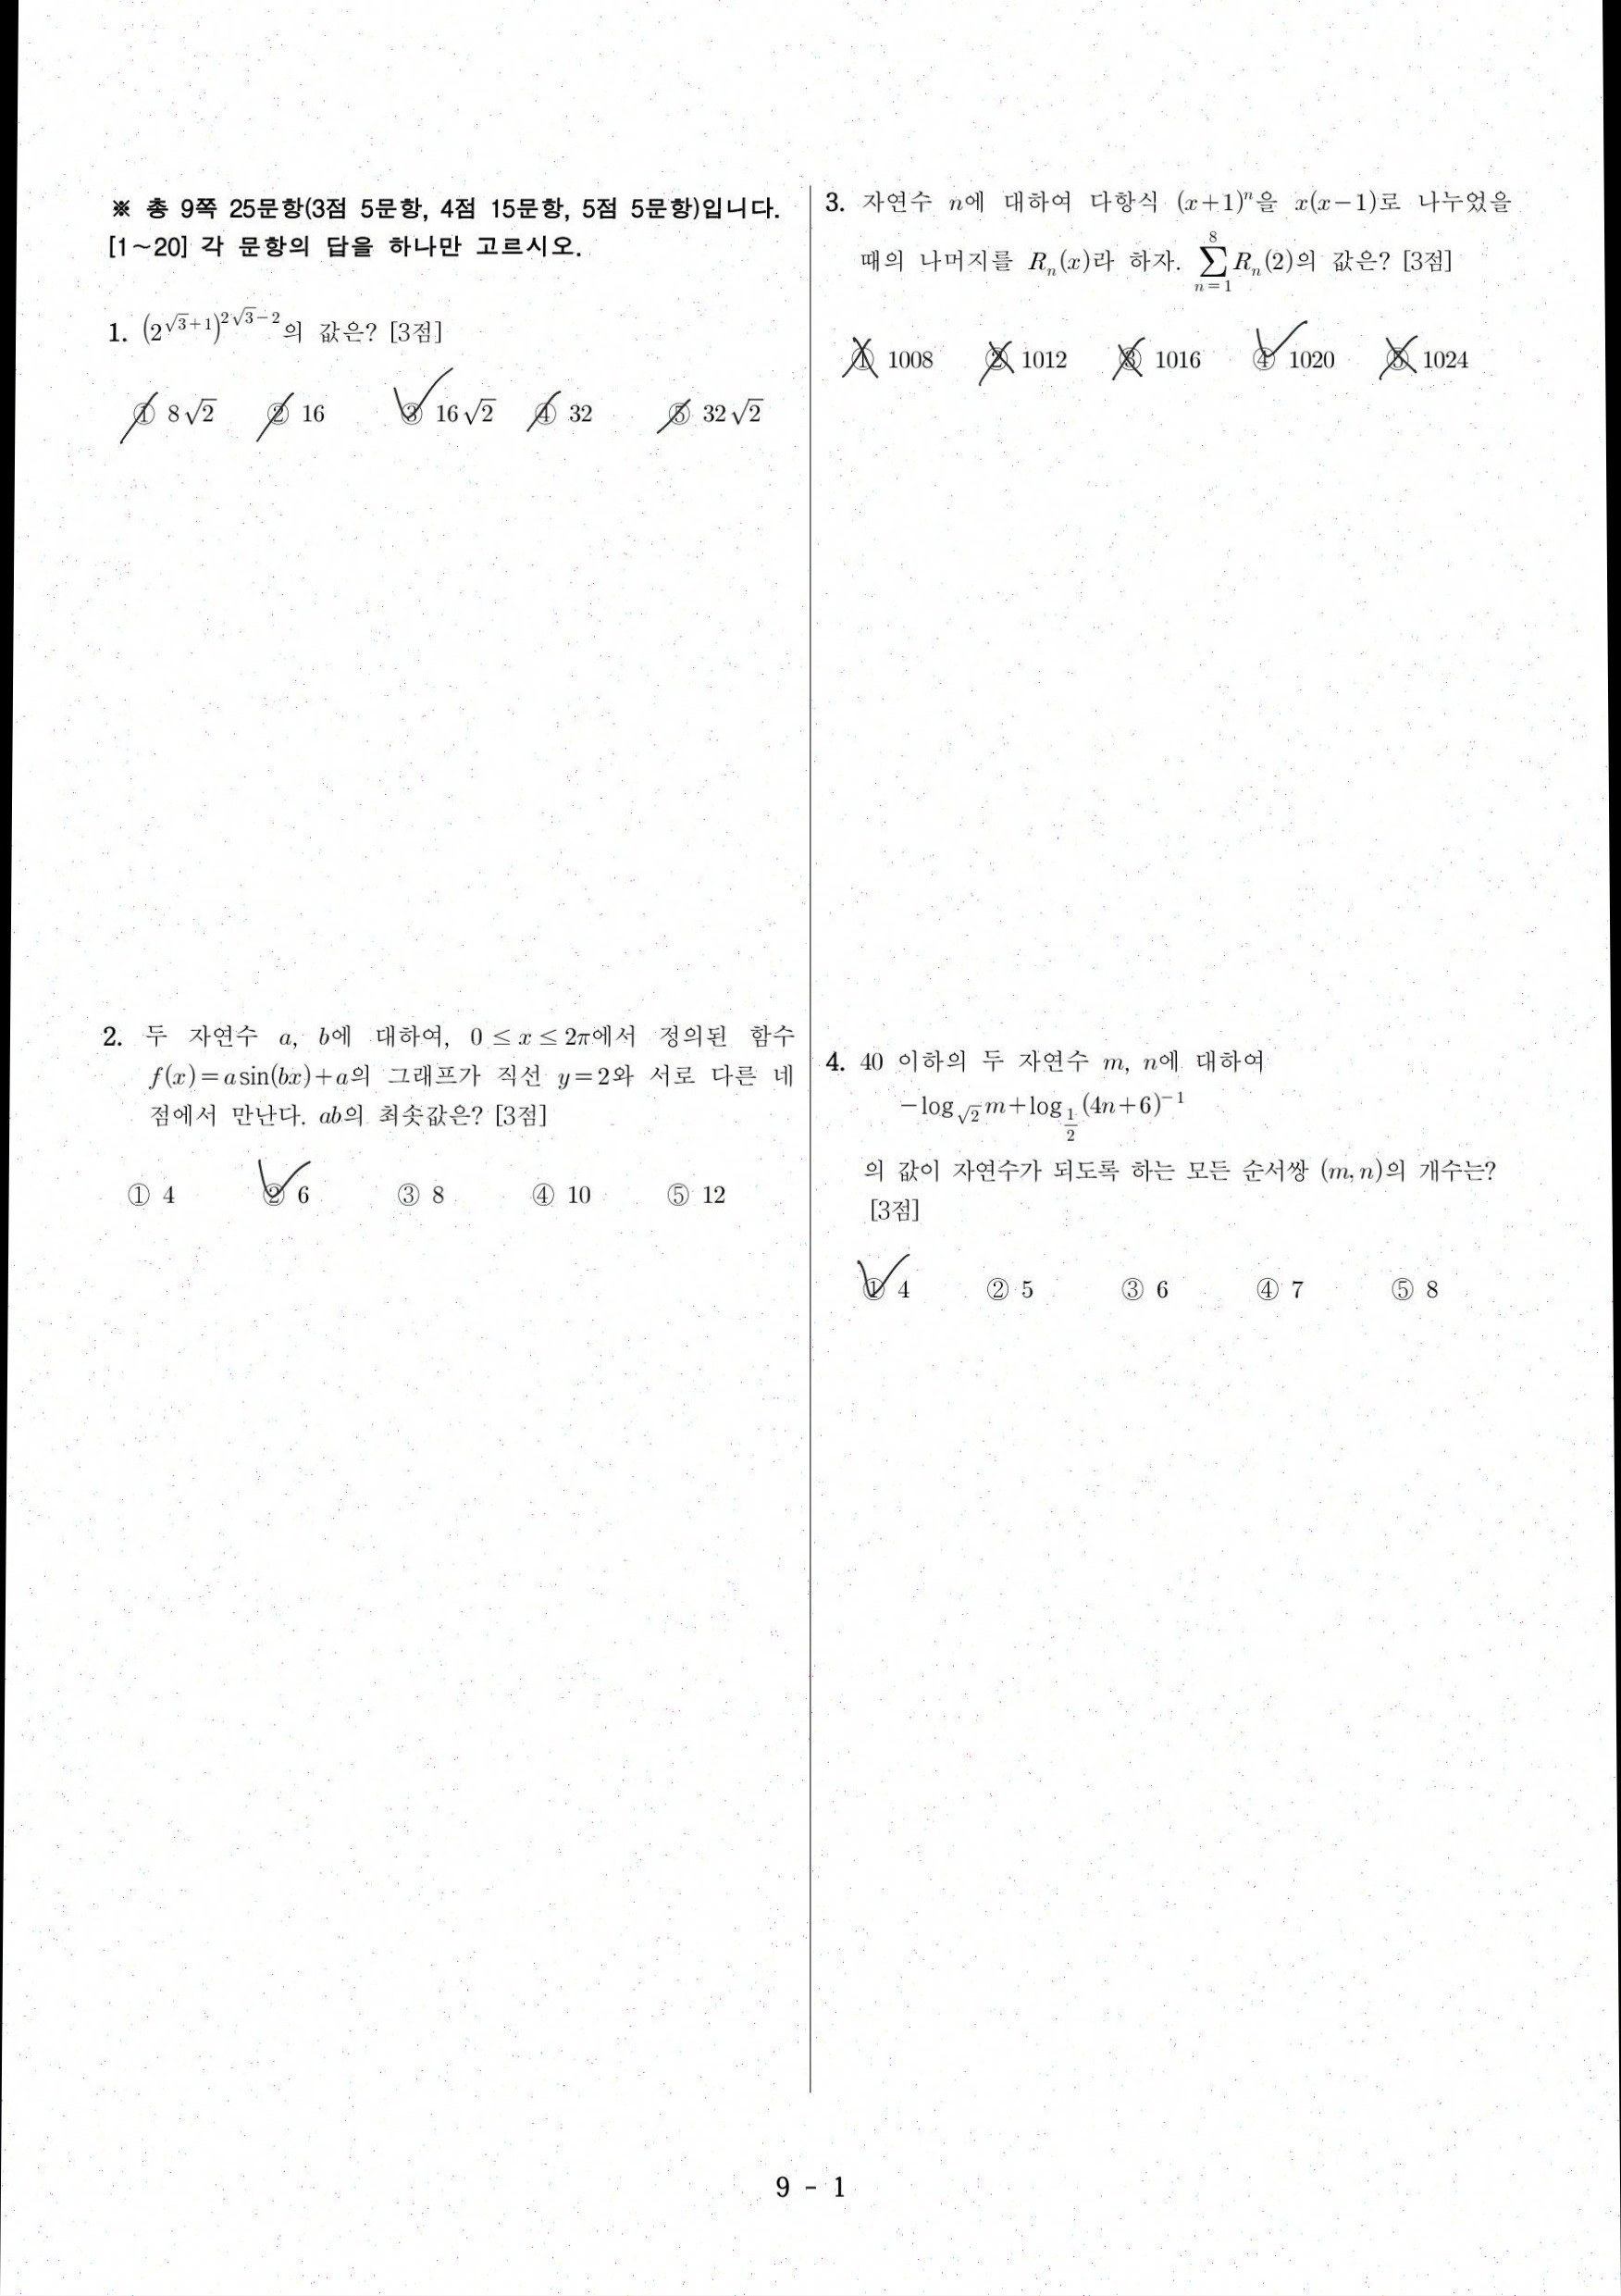 ※ 총 9쪽 25문항(3점 5문항, 4점 15문항, 5점 5문항)입니다.
[1～20] 각 문항의 답을 하나만 고르시오.
1. (2^{√3+1})^{2√3-2}의 값은? [3점]
① 8√2 ② 16 ③ 16√2 ④ 32 ⑤ 32√2
2. 두 자연수 a, b에 대하여, 0 ≤ x ≤ 2π에서 정의된 함수
f(x)=a sin(bx)+a의 그래프가 직선 y=2와 서로 다른 네
점에서 만난다. ab의 최솟값은? [3점]
① 4 ② 6 ③ 8 ④ 10 ⑤ 12
3. 자연수 n에 대하여 다항식 (x+1)^n을 x(x-1)로 나누었을
때의 나머지를 R_n(x)라 하자. \sum_{n=1}^{8} R_n(2)의 값은? [3점]
① 1008 ② 1012 ③ 1016 ④ 1020 ⑤ 1024
4. 40 이하의 두 자연수 m, n에 대하여
-log_{√2} m + log_{1/2} (4n+6)^{-1}
의 값이 자연수가 되도록 하는 모든 순서쌍 (m, n)의 개수는?
[3점]
① 4 ② 5 ③ 6 ④ 7 ⑤ 8
9 - 1